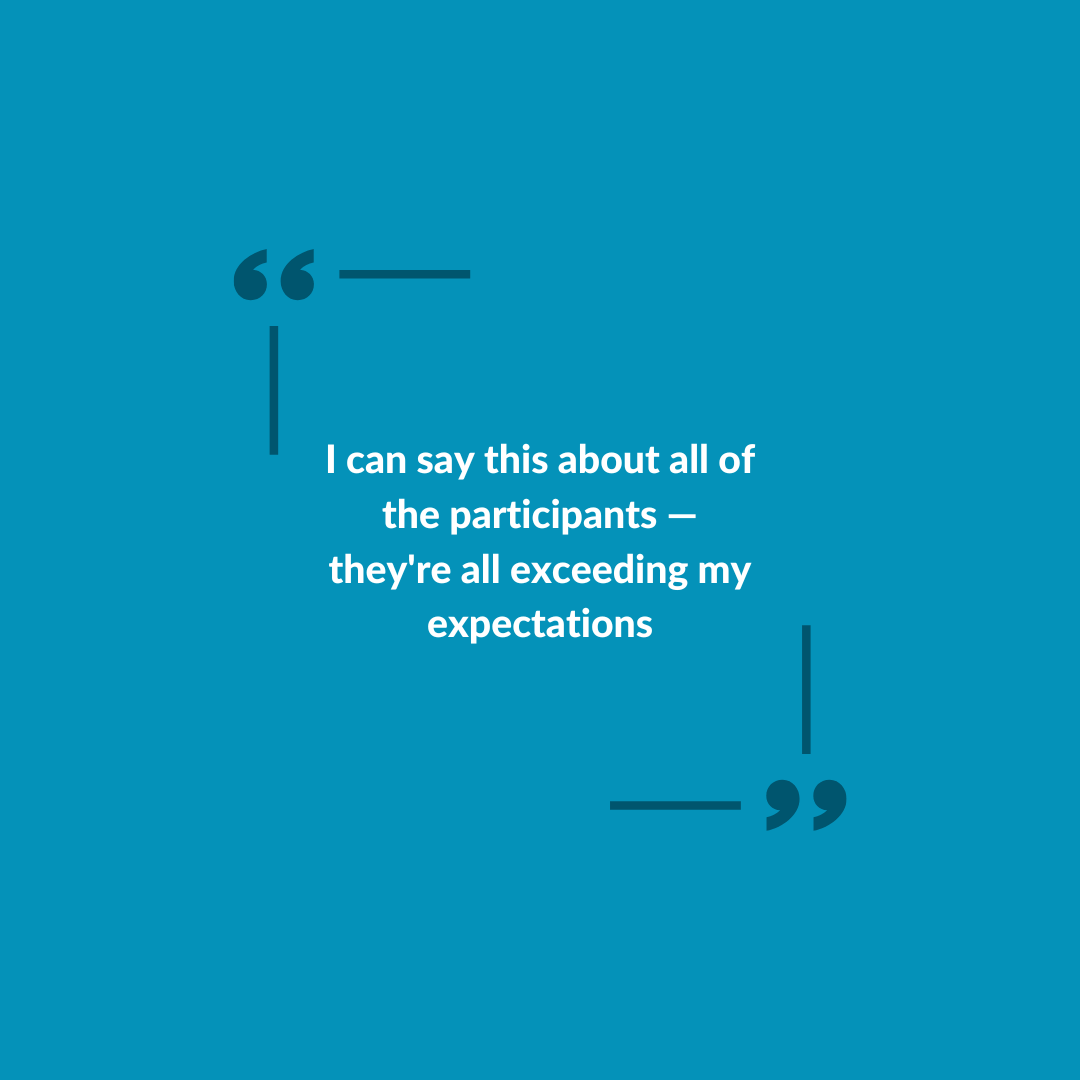 “
I can say this about all of
the participants —
they're all exceeding my
expectations
”